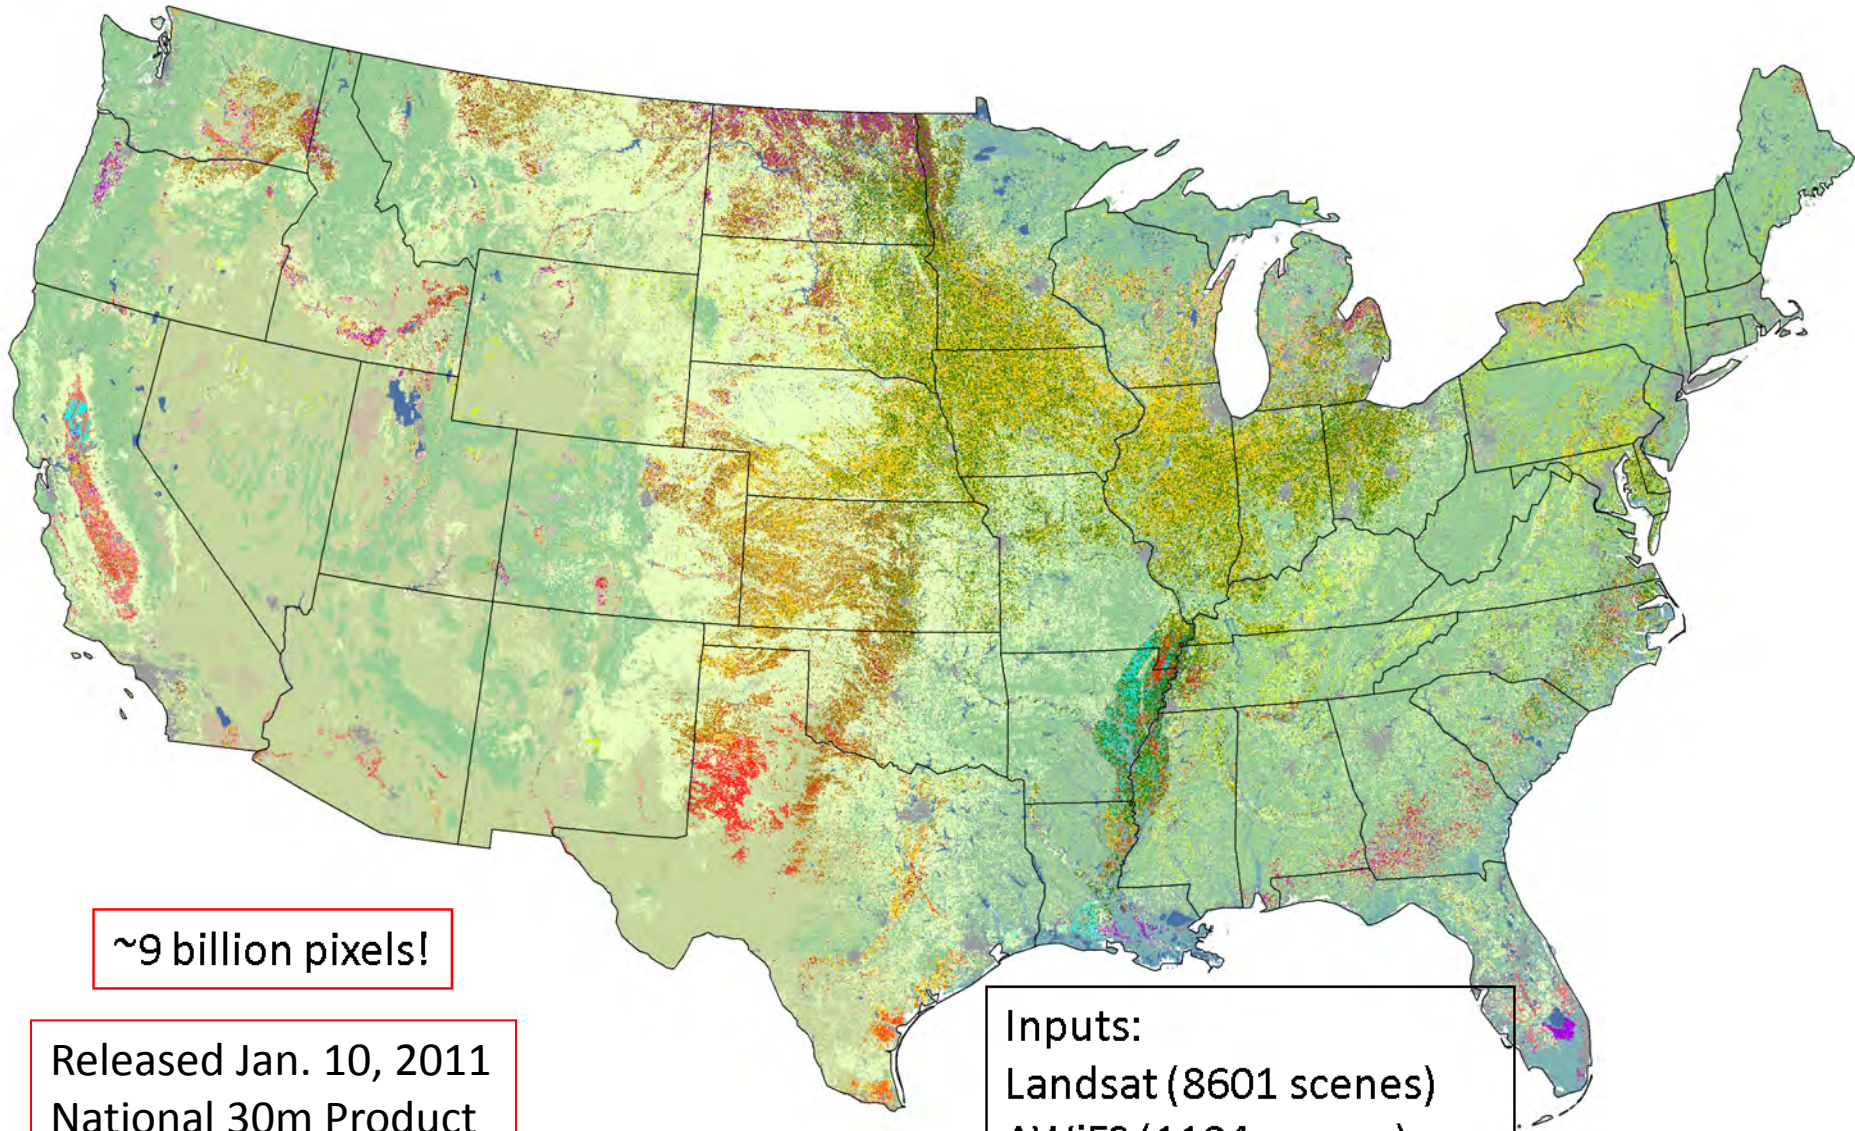 ~9 billion pixels!
Released Jan. 10, 2011
National 30m Product
Inputs:
Landsat (8601 scenes)